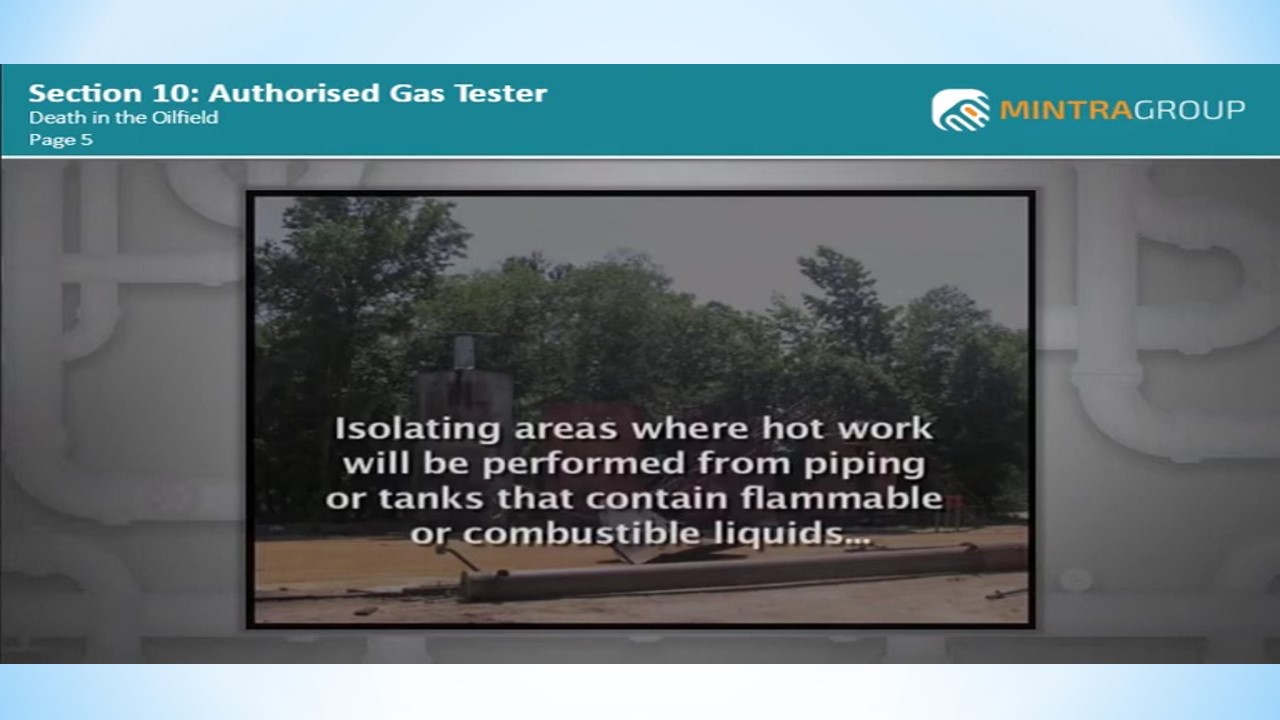 Section 10: Authorised Gas Tester
Death in the Oilfield
Page 5
MINTRAGROUP
Isolating areas where hot work
will be performed from piping
or tanks that contain flammable
or combustible liquids...